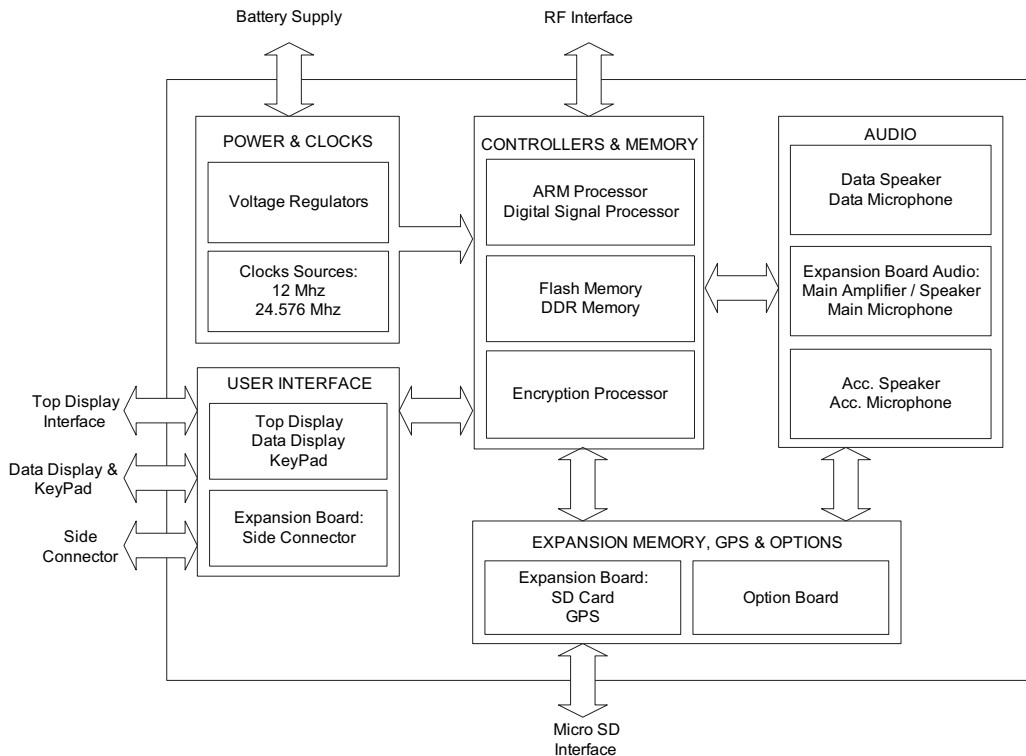 Battery Supply
RF Interface
POWER & CLOCKS
Voltage Regulators
Clocks Sources:
12 Mhz
24.576 Mhz
CONTROLLERS & MEMORY
ARM Processor
Digital Signal Processor
Flash Memory
DDR Memory
Encryption Processor
AUDIO
Data Speaker
Data Microphone
Expansion Board Audio:
Main Amplifier / Speaker
Main Microphone
Acc. Speaker
Acc. Microphone
Top Display
Interface
Data Display &
KeyPad
Side
Connector
USER INTERFACE
Top Display
Data Display
KeyPad
Expansion Board:
Side Connector
EXPANSION MEMORY, GPS & OPTIONS
Expansion Board:
SD Card
GPS
Option Board
Micro SD
Interface